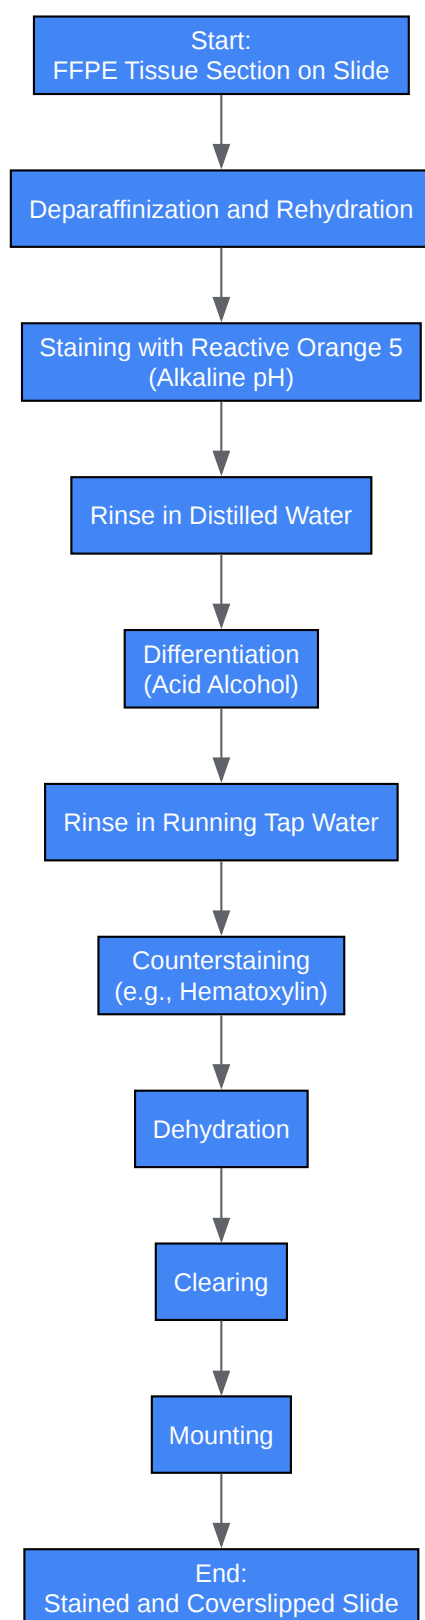 Start:
FFPE Tissue Section on Slide
Deparaffinization and Rehydration
Staining with Reactive Orange 5
(Alkaline pH)
Rinse in Distilled Water
Differentiation
(Acid Alcohol)
Rinse in Running Tap Water
Counterstaining
(e.g., Hematoxylin)
Dehydration
Clearing
Mounting
End:
Stained and Coverslipped Slide